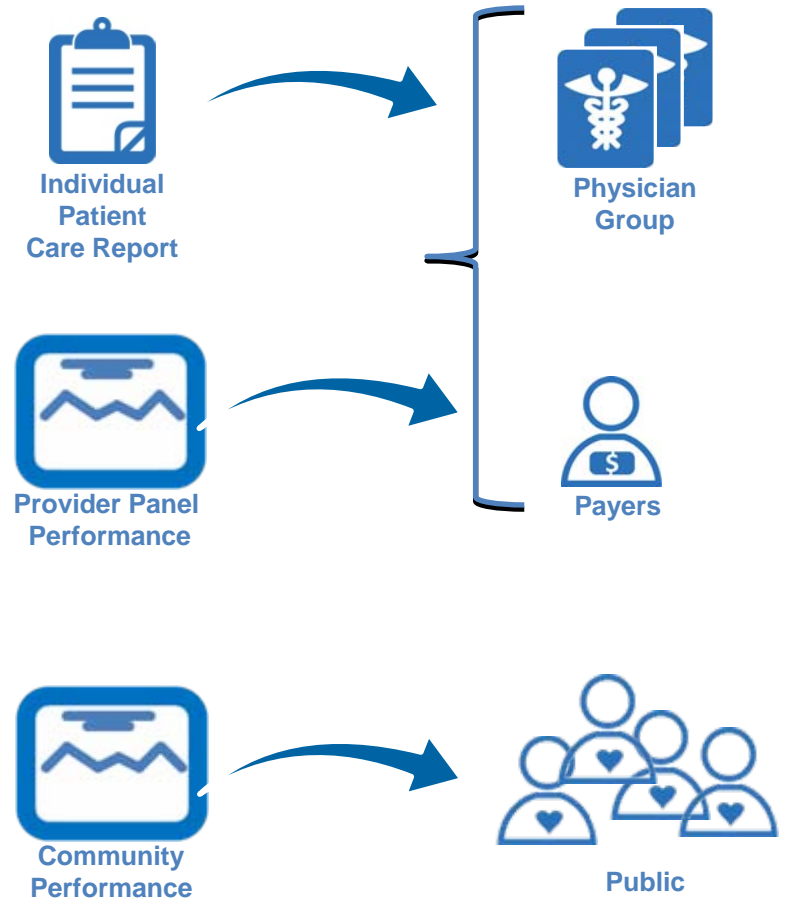 Individual
Patient
Care Report
Physician
Group
$
Provider Panel
Performance
Payers
Community
Performance
Public